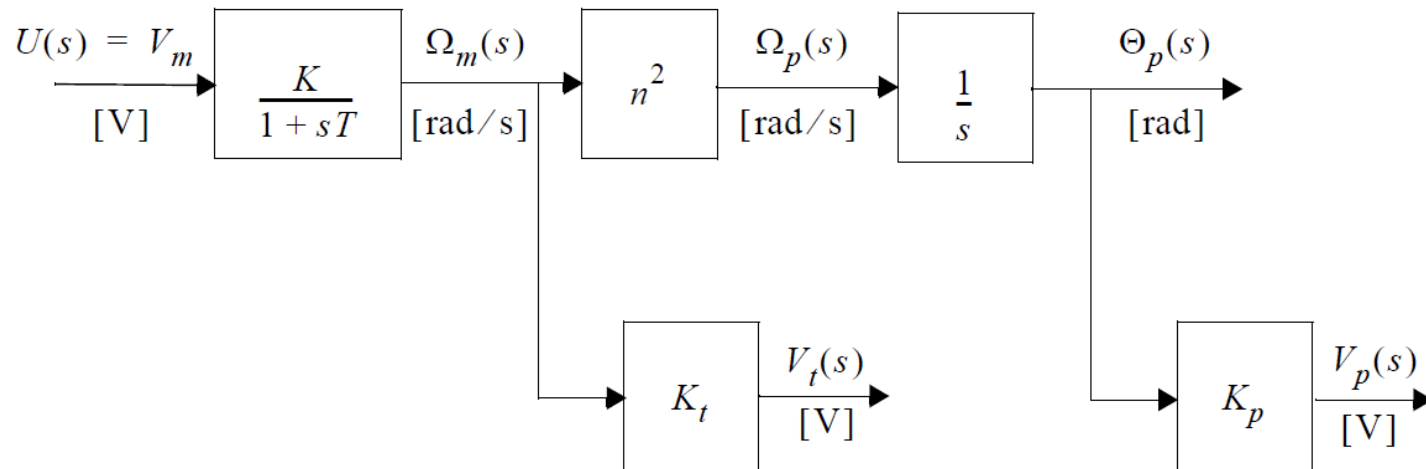 U(s) = V_m
[V]
K
1 + sT
Ω_m(s)
[rad/s]
n^2
Ω_p(s)
[rad/s]
1
s
Θ_p(s)
[rad]
K_t
V_t(s)
[V]
K_p
V_p(s)
[V]